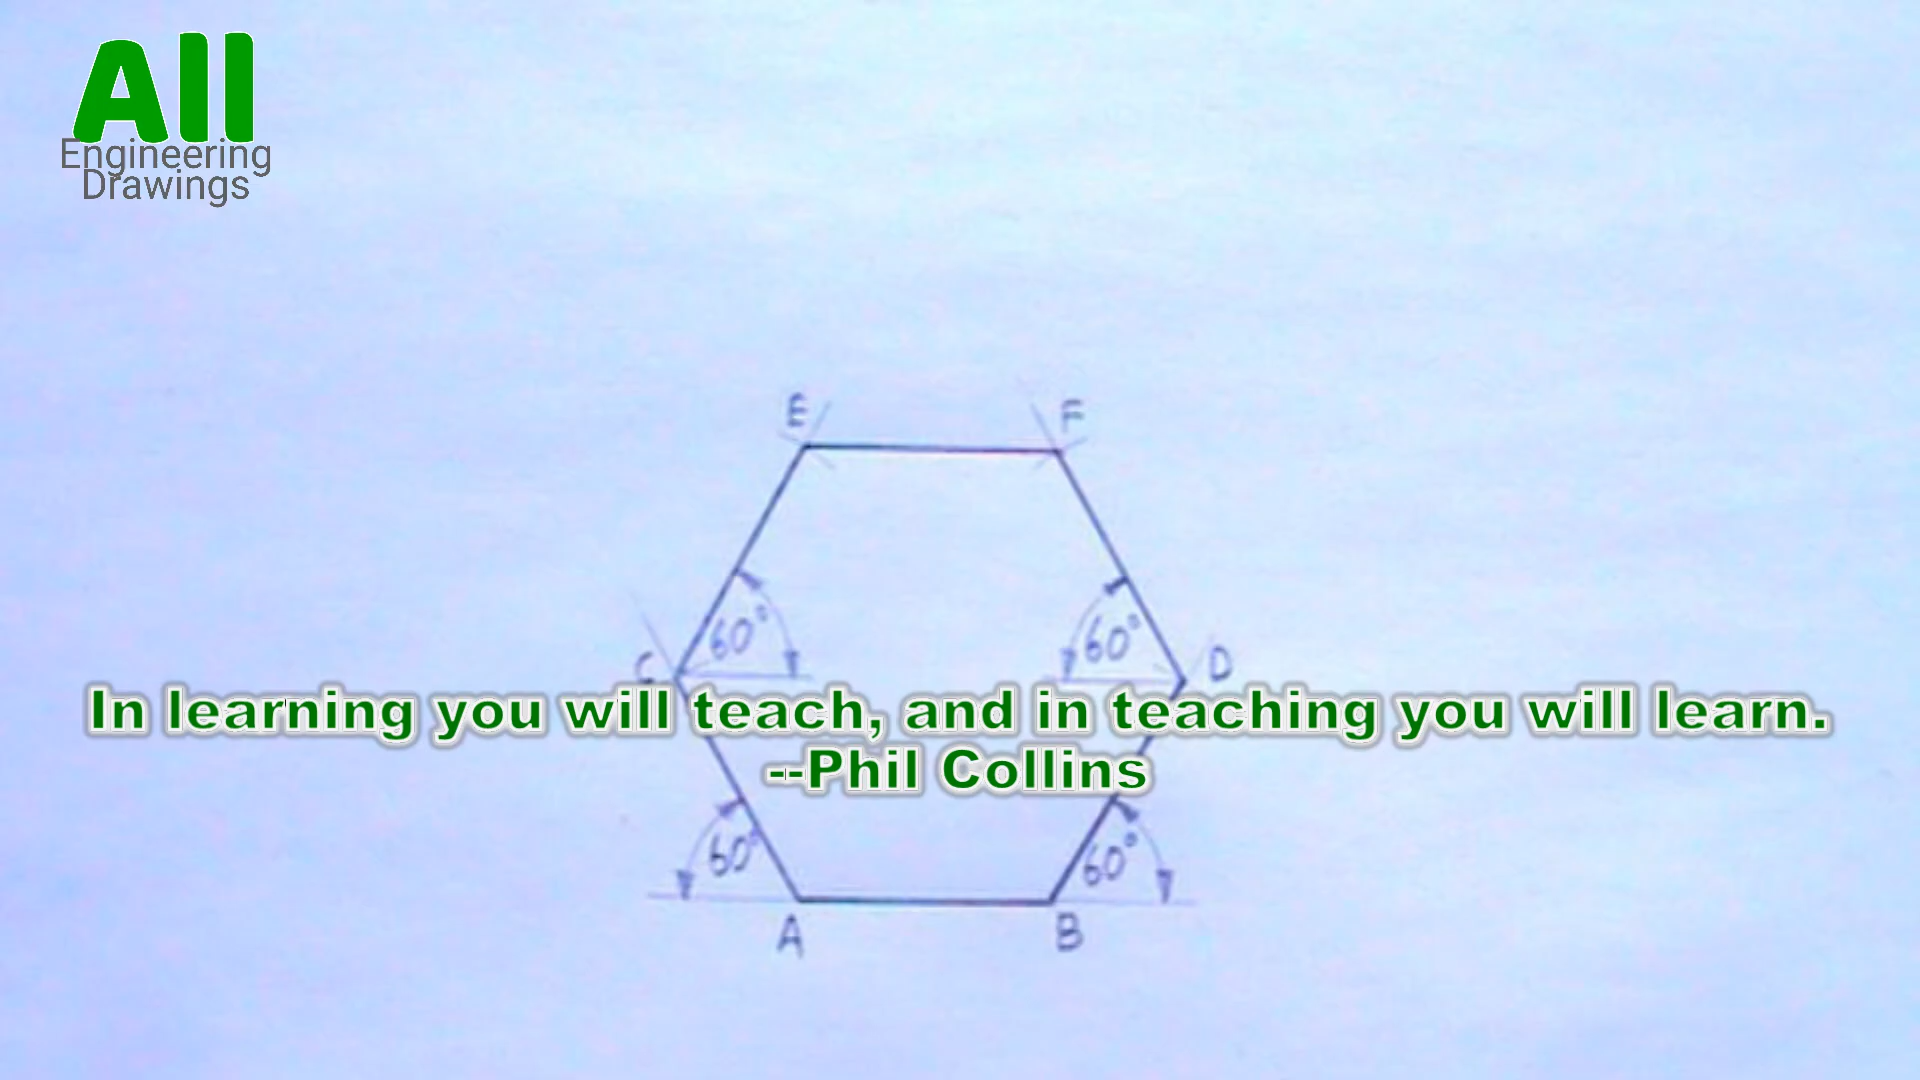 All
Engineering
Drawings
E F
60° 60°
C D
In learning you will teach, and in teaching you will learn.
--Phil Collins
60° 60°
A B